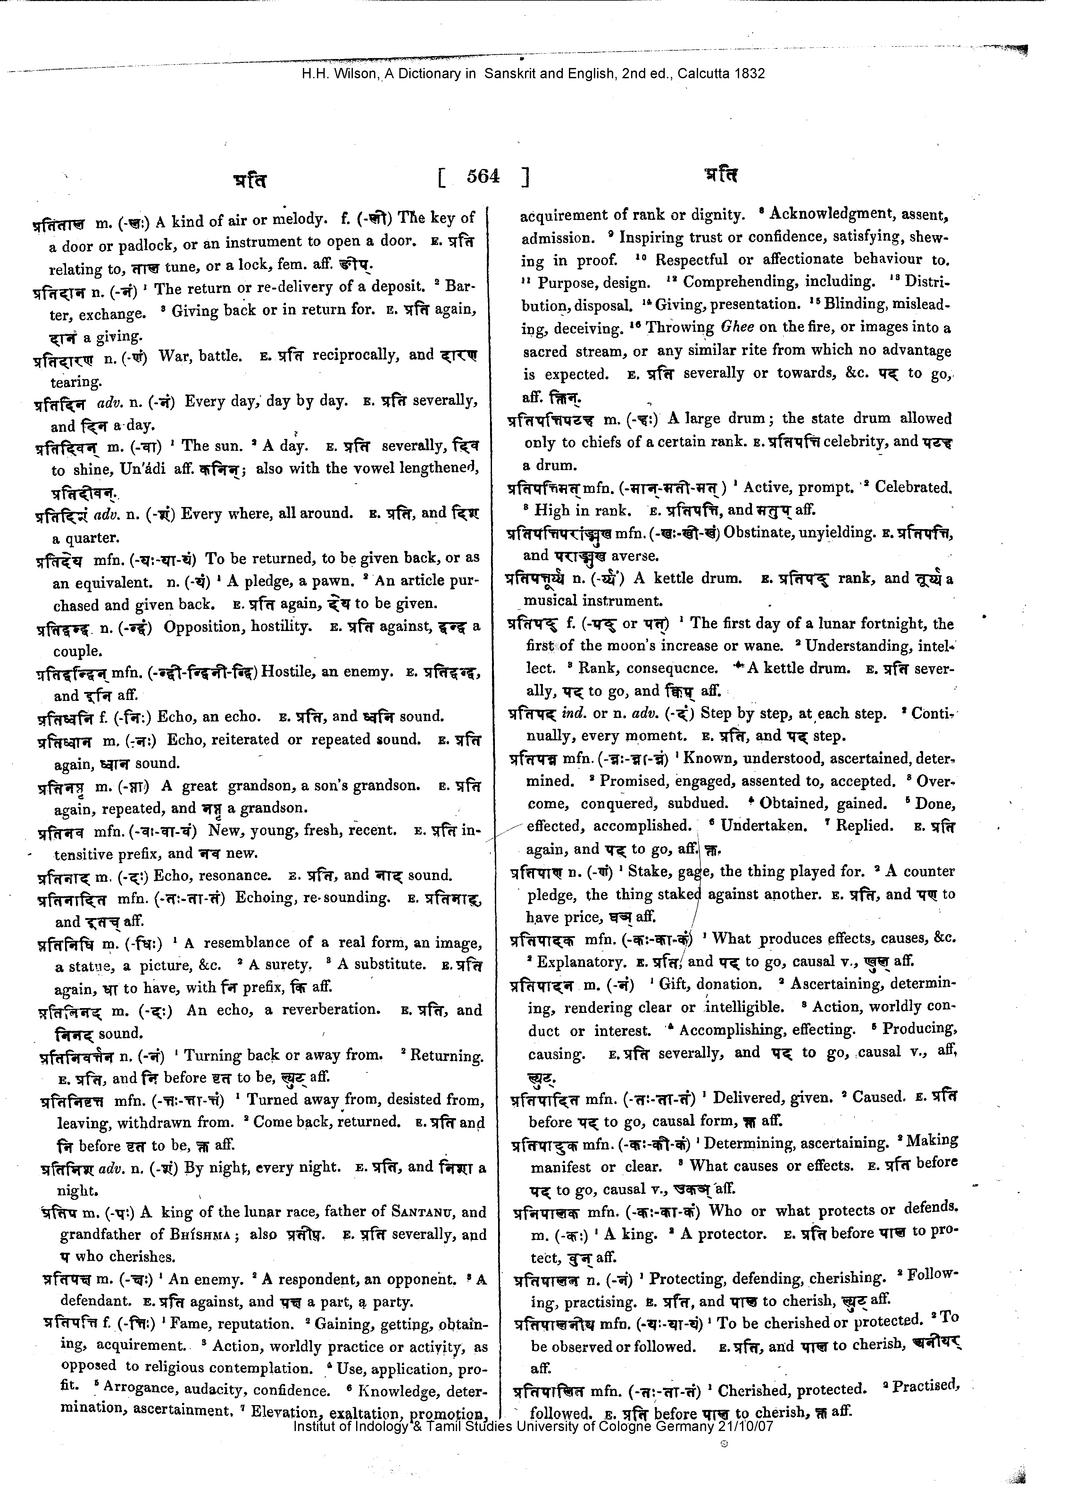 H.H. Wilson, A Dictionary in Sanskrit and English, 2nd ed., Calcutta 1832
प्रति [ 564 ] प्रति
प्रतिताल m. (-लः) A kind of air or melody. f. (-ली) The key of
a door or padlock, or an instrument to open a door. E. प्रति
relating to, ताल tune, or a lock, fem. aff. ङीप्.
प्रतिदान n. (-नं) ¹ The return or re-delivery of a deposit. ² Bar-
ter, exchange. ³ Giving back or in return for. E. प्रति again,
दान a giving.
प्रतिदारण n. (-णं) War, battle. E. प्रति reciprocally, and दारण
tearing.
प्रतिदिन adv. n. (-नं) Every day, day by day. E. प्रति severally,
and दिन a day.
प्रतिदिवन् m. (-वा) ¹ The sun. ² A day. E. प्रति severally, दिव
to shine, Un'ádi aff. कनिन्; also with the vowel lengthened,
प्रतिदीवन्.
प्रतिदिशं adv. n. (-शं) Every where, all around. E. प्रति, and दिश
a quarter.
प्रतिदेय mfn. (-यः-या-यं) To be returned, to be given back, or as
an equivalent. n. (-यं) ¹ A pledge, a pawn. ² An article pur-
chased and given back. E. प्रति again, देय to be given.
प्रतिद्वन्द्व n. (-न्द्वं) Opposition, hostility. E. प्रति against, द्वन्द्व a
couple.
प्रतिद्वन्द्विन् mfn. (-न्द्वी-न्द्विनी-न्द्वि) Hostile, an enemy. E. प्रतिद्वन्द्व,
and इनि aff.
प्रतिध्वनि f. (-निः) Echo, an echo. E. प्रति, and ध्वनि sound.
प्रतिध्वान m. (-नः) Echo, reiterated or repeated sound. E. प्रति
again, ध्वान sound.
प्रतिनप्तृ m. (-प्ता) A great grandson, a son's grandson. E. प्रति
again, repeated, and नप्तृ a grandson.
प्रतिनव mfn. (-वः-वा-वं) New, young, fresh, recent. E. प्रति in-
tensitive prefix, and नव new.
प्रतिनाद m. (-दः) Echo, resonance. E. प्रति, and नाद sound.
प्रतिनादित mfn. (-तः-ता-तं) Echoing, re-sounding. E. प्रतिनाद,
and इतच् aff.
प्रतिनिधि m. (-धिः) ¹ A resemblance of a real form, an image,
a statue, a picture, &c. ² A surety. ³ A substitute. E. प्रति
again, धा to have, with नि prefix, कि aff.
प्रतिनिनद m. (-दः) An echo, a reverberation. E. प्रति, and
निनद sound.
प्रतिनिवर्त्तन n. (-नं) ¹ Turning back or away from. ² Returning.
E. प्रति, and नि before वृत to be, ल्युट् aff.
प्रतिनिवृत्त mfn. (-त्तः-त्ता-त्तं) ¹ Turned away from, desisted from,
leaving, withdrawn from. ² Come back, returned. E. प्रति and
नि before वृत to be, क्त aff.
प्रतिनिश adv. n. (-शं) By night, every night. E. प्रति, and निशा a
night.
प्रतिप m. (-पः) A king of the lunar race, father of SANTANU, and
grandfather of BHÍSHMA; also प्रतीप. E. प्रति severally, and
प who cherishes.
प्रतिपक्ष m. (-क्षः) ¹ An enemy. ² A respondent, an opponent. ³ A
defendant. E. प्रति against, and पक्ष a part, a party.
प्रतिपत्ति f. (-त्तिः) ¹ Fame, reputation. ² Gaining, getting, obtain-
ing, acquirement. ³ Action, worldly practice or activity, as
opposed to religious contemplation. ⁴ Use, application, pro-
fit. ⁵ Arrogance, audacity, confidence. ⁶ Knowledge, deter-
mination, ascertainment. ⁷ Elevation, exaltation, promotion,
acquirement of rank or dignity. ⁸ Acknowledgment, assent,
admission. ⁹ Inspiring trust or confidence, satisfying, shew-
ing in proof. ¹⁰ Respectful or affectionate behaviour to.
¹¹ Purpose, design. ¹² Comprehending, including. ¹³ Distri-
bution, disposal. ¹⁴ Giving, presentation. ¹⁵ Blinding, mislead-
ing, deceiving. ¹⁶ Throwing Ghee on the fire, or images into a
sacred stream, or any similar rite from which no advantage
is expected. E. प्रति severally or towards, &c. पद् to go,
aff. क्तिन्.
प्रतिपत्तिपटह m. (-हः) A large drum; the state drum allowed
only to chiefs of a certain rank. E. प्रतिपत्ति celebrity, and पटह
a drum.
प्रतिपत्तिमत् mfn. (-मान्-मती-मत्) ¹ Active, prompt. ² Celebrated.
³ High in rank. E. प्रतिपत्ति, and मतुप् aff.
प्रतिपत्तिपराङ्मुख mfn. (-खः-खी-खं) Obstinate, unyielding. E. प्रतिपत्ति,
and पराङ्मुख averse.
प्रतिपत्तूर्य्य n. (-र्य्यं) A kettle drum. E. प्रतिपद् rank, and तूर्य्य a
musical instrument.
प्रतिपद् f. (-पद् or पत्) ¹ The first day of a lunar fortnight, the
first of the moon's increase or wane. ² Understanding, intel-
lect. ³ Rank, consequence. ⁴ A kettle drum. E. प्रति sever-
ally, पद् to go, and क्विप् aff.
प्रतिपद ind. or n. adv. (-दं) Step by step, at each step. ² Conti-
nually, every moment. E. प्रति, and पद step.
प्रतिपन्न mfn. (-न्नः-न्ना-न्नं) ¹ Known, understood, ascertained, deter-
mined. ² Promised, engaged, assented to, accepted. ³ Over-
come, conquered, subdued. ⁴ Obtained, gained. ⁵ Done,
effected, accomplished. ⁶ Undertaken. ⁷ Replied. E. प्रति
again, and पद् to go, aff. क्त.
प्रतिपाण n. (-णं) ¹ Stake, gage, the thing played for. ² A counter
pledge, the thing staked against another. E. प्रति, and पण to
have price, घञ् aff.
प्रतिपादक mfn. (-कः-का-कं) ¹ What produces effects, causes, &c.
² Explanatory. E. प्रति, and पद् to go, causal v., ण्वुल् aff.
प्रतिपादन m. (-नं) ¹ Gift, donation. ² Ascertaining, determin-
ing, rendering clear or intelligible. ³ Action, worldly con-
duct or interest. ⁴ Accomplishing, effecting. ⁵ Producing,
causing. E. प्रति severally, and पद् to go, causal v., aff,
ल्युट्.
प्रतिपादित mfn. (-तः-ता-तं) ¹ Delivered, given. ² Caused. E. प्रति
before पद् to go, causal form, क्त aff.
प्रतिपादुक mfn. (-कः-की-कं) ¹ Determining, ascertaining. ² Making
manifest or clear. ³ What causes or effects. E. प्रति before
पद् to go, causal v., उकञ् aff.
प्रतिपालक mfn. (-कः-का-कं) Who or what protects or defends.
m. (-कः) ¹ A king. ² A protector. E. प्रति before पाल to pro-
tect, वुन् aff.
प्रतिपालन n. (-नं) ¹ Protecting, defending, cherishing. ² Follow-
ing, practising. E. प्रति, and पाल to cherish, ल्युट् aff.
प्रतिपालनीय mfn. (-यः-या-यं) ¹ To be cherished or protected. ² To
be observed or followed. E. प्रति, and पाल to cherish, अनीयर्
aff.
प्रतिपालित mfn. (-तः-ता-तं) ¹ Cherished, protected. ² Practised,
followed. E. प्रति before पाल to cherish, क्त aff.
Institut of Indology & Tamil Studies University of Cologne Germany 21/10/07